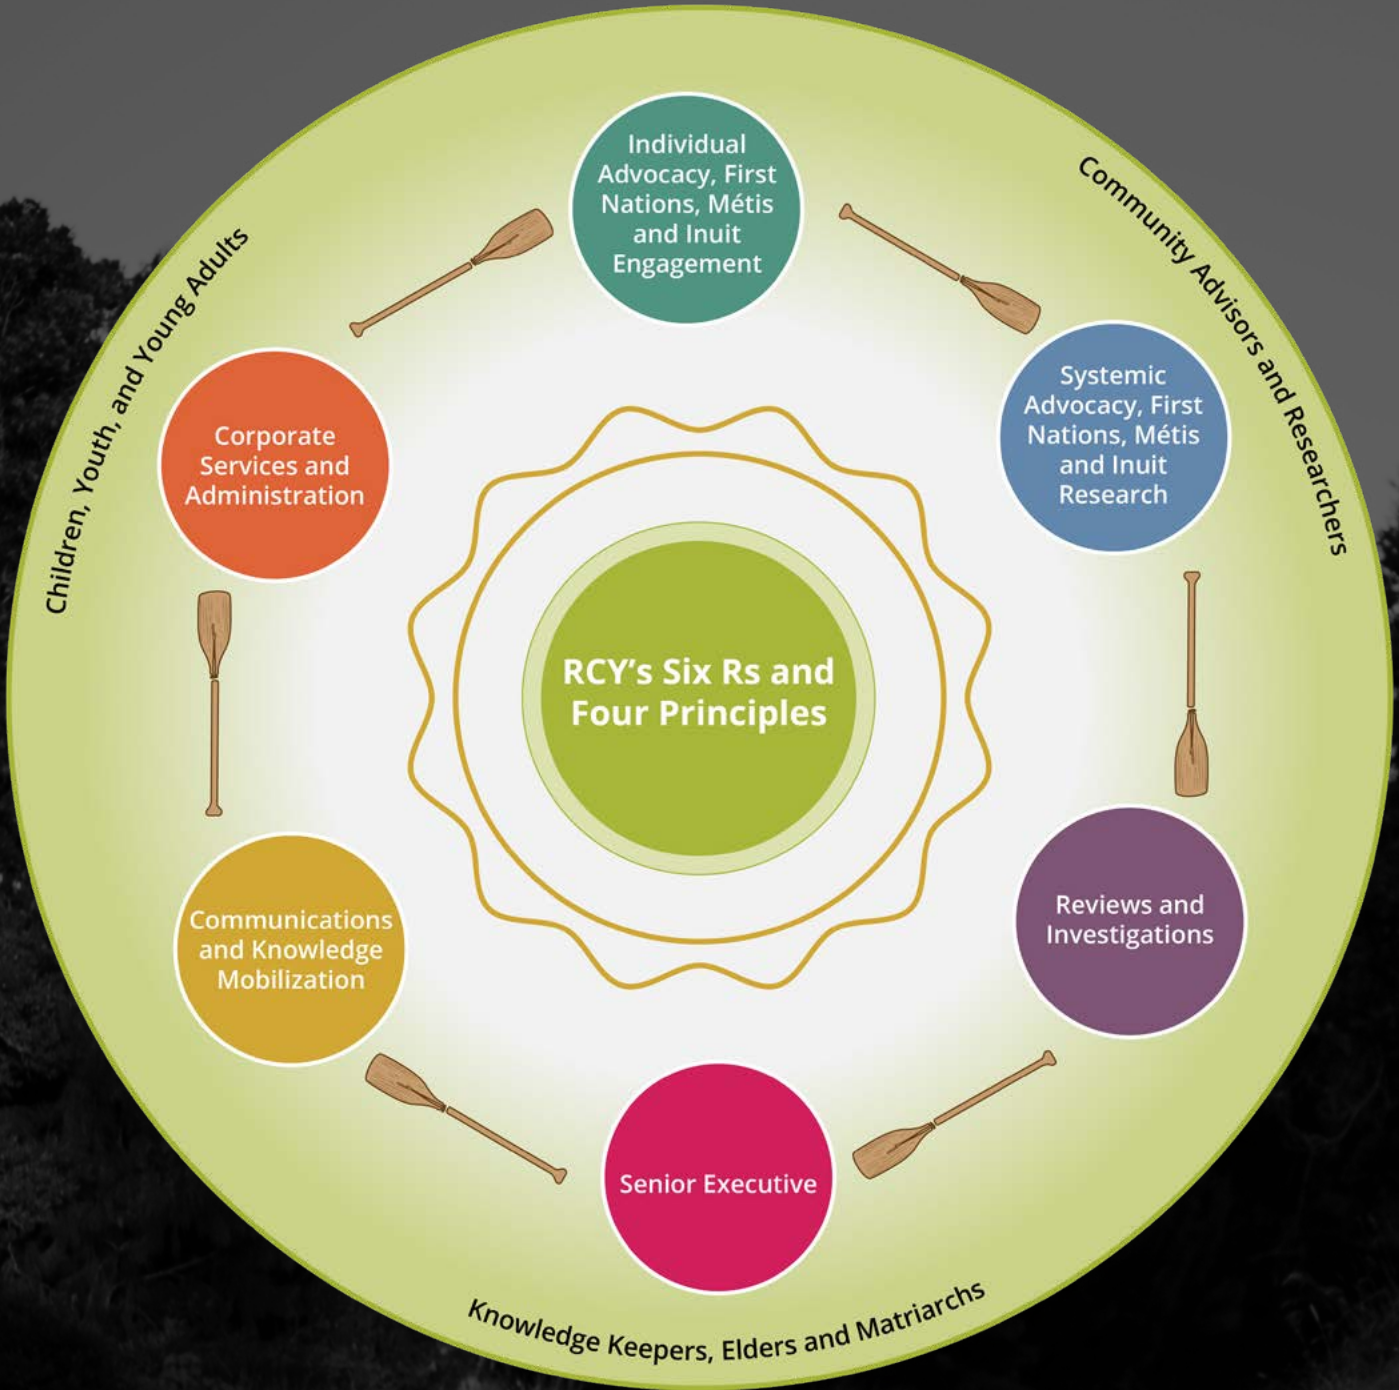 Individual
Advocacy, First
Nations, Métis
and Inuit
Engagement
Community Advisors and Researchers
Children, Youth, and Young Adults
Systemic
Advocacy, First
Nations, Métis
and Inuit
Research
Corporate
Services and
Administration
RCY’s Six Rs and
Four Principles
Reviews and
Investigations
Communications
and Knowledge
Mobilization
Senior Executive
Knowledge Keepers, Elders and Matriarchs